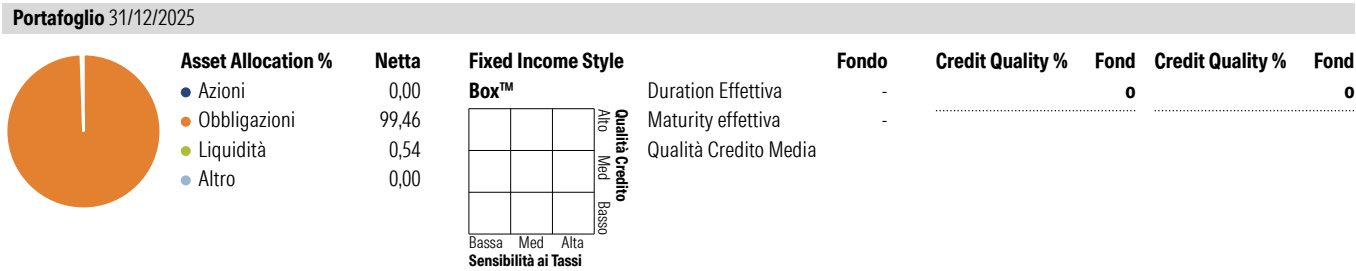 Portafoglio 31/12/2025
Asset Allocation % Netta
Azioni 0,00
Obbligazioni 99,46
Liquidità 0,54
Altro 0,00
Fixed Income Style
Box™
Alto Med Basso
Qualità Credito
Bassa Med Alta
Sensibilità ai Tassi
Fondo
Duration Effettiva -
Maturity effettiva -
Qualità Credito Media
Credit Quality % Fond Credit Quality % Fond
o o